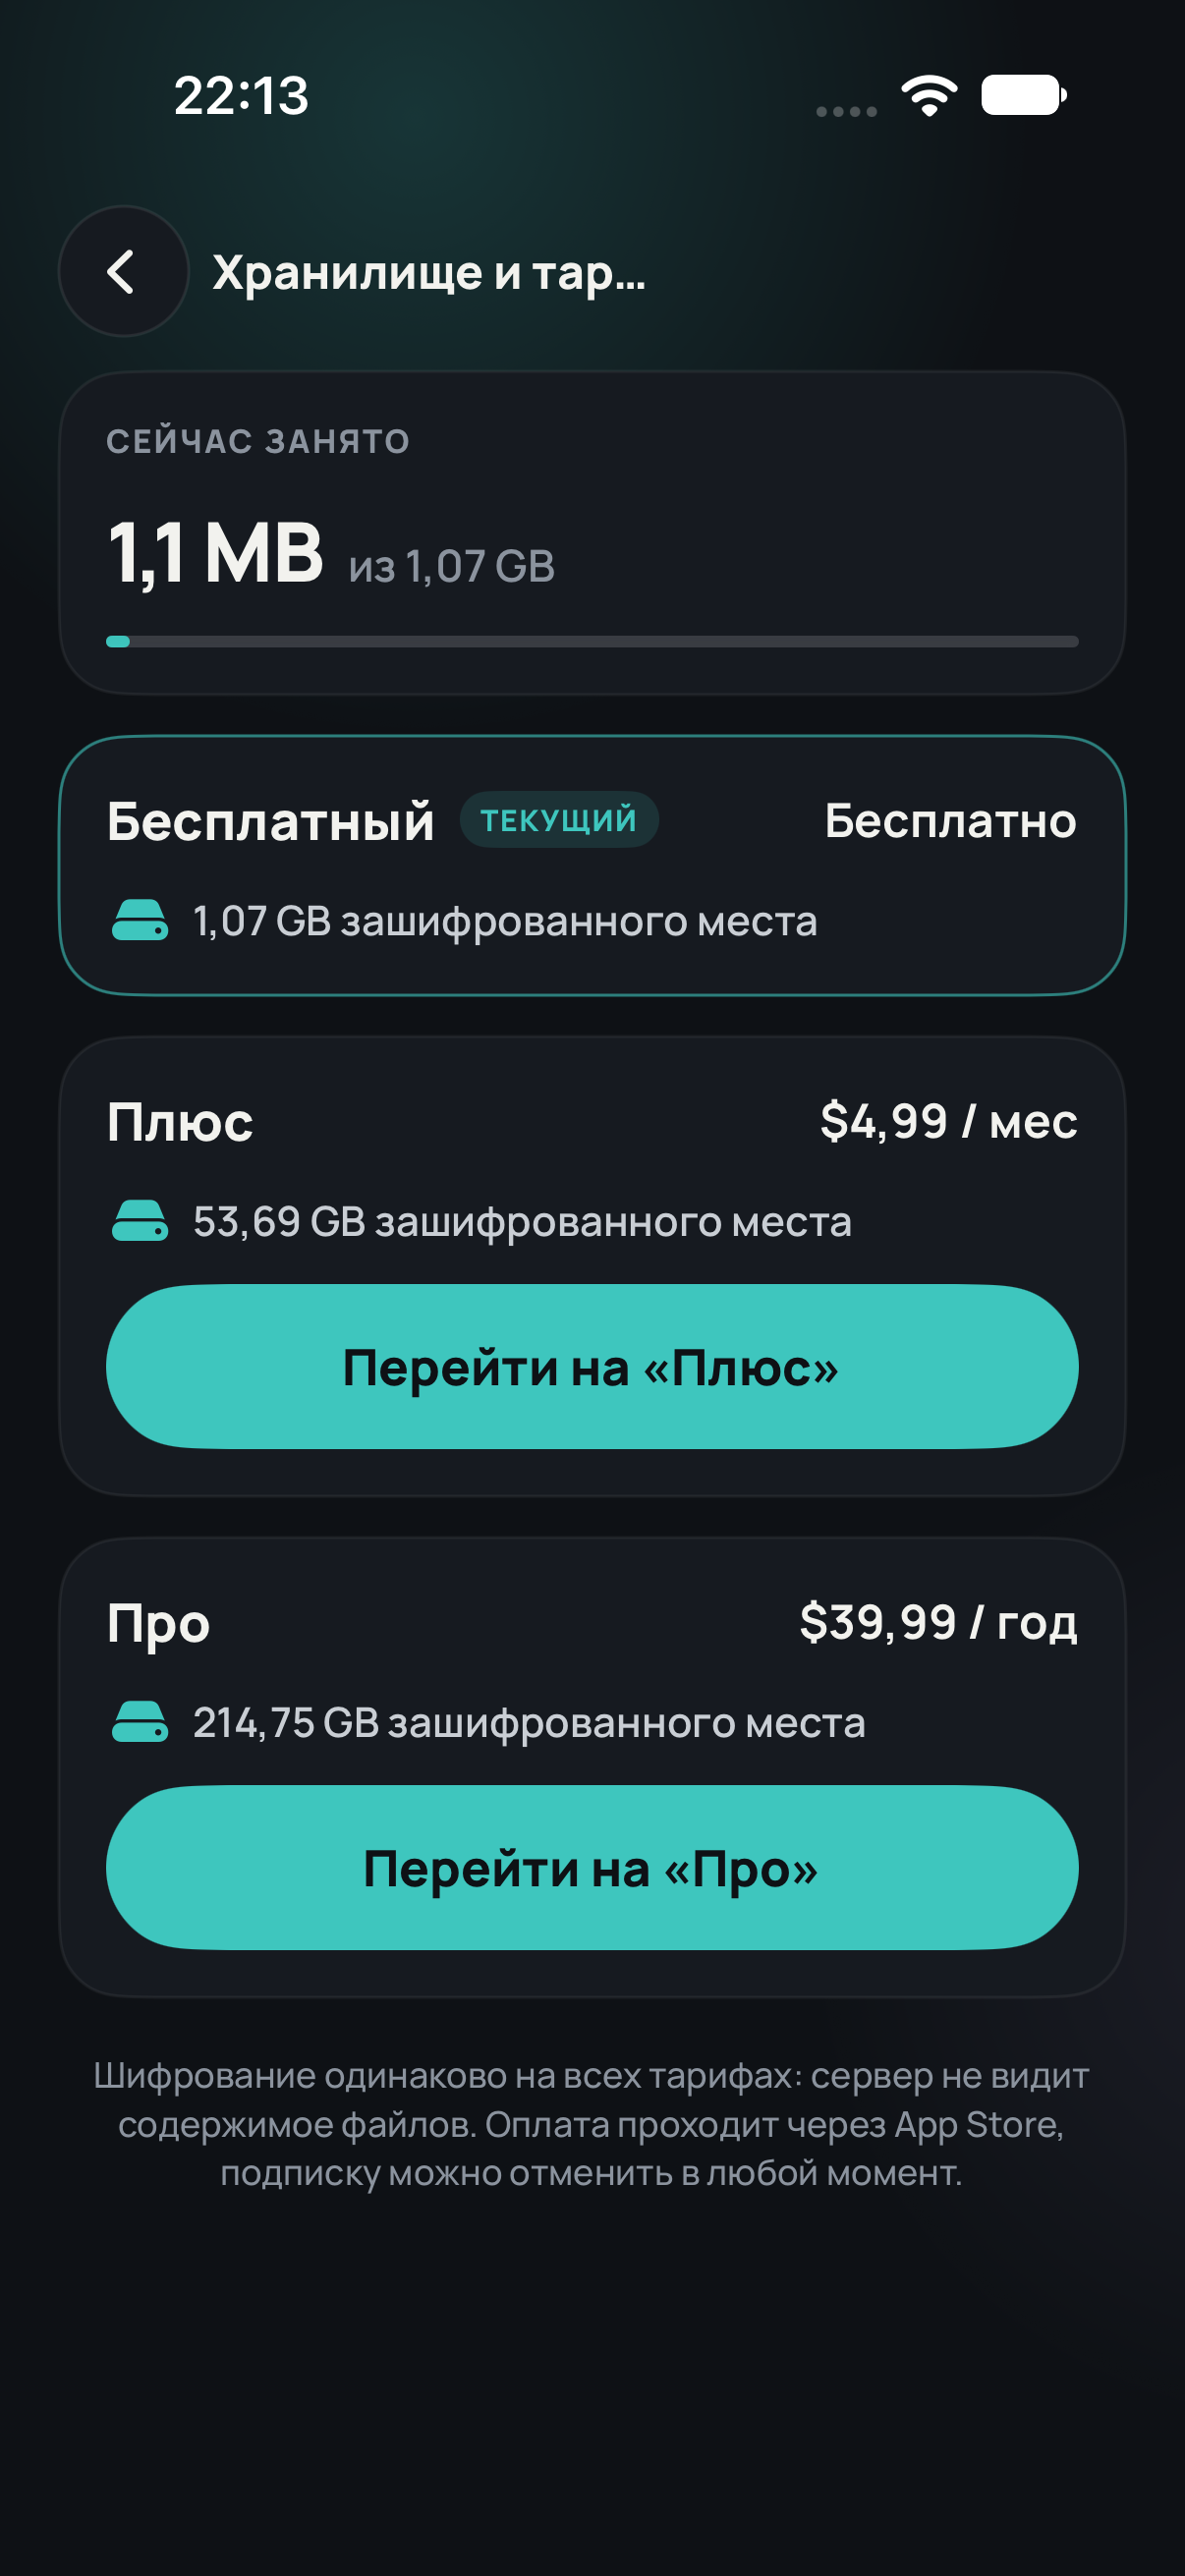 22:13
Хранилище и тар...
СЕЙЧАС ЗАНЯТО
1,1 MB из 1,07 GB
Бесплатный ТЕКУЩИЙ Бесплатно
1,07 GB зашифрованного места
Плюс $4,99 / мес
53,69 GB зашифрованного места
Перейти на «Плюс»
Про $39,99 / год
214,75 GB зашифрованного места
Перейти на «Про»
Шифрование одинаково на всех тарифах: сервер не видит
содержимое файлов. Оплата проходит через App Store,
подписку можно отменить в любой момент.